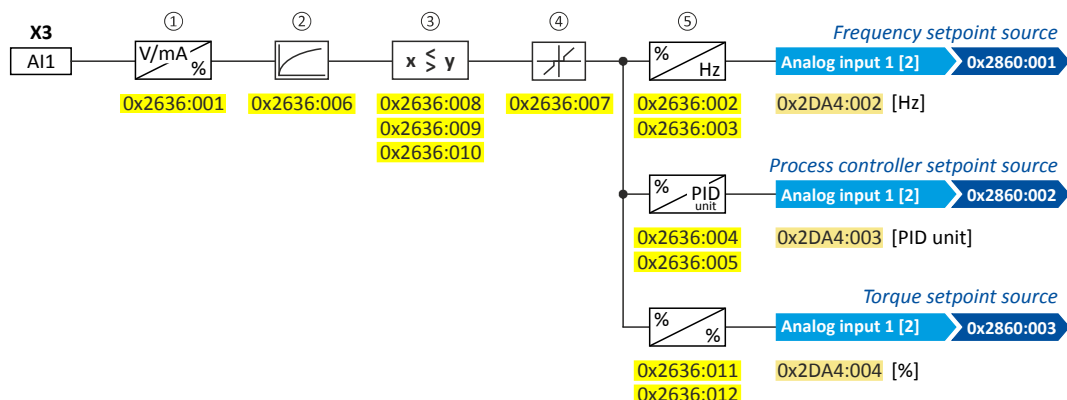 X3
AI1
①
V/mA
%
0x2636:001
②
0x2636:006
③
x ≶ y
0x2636:008
0x2636:009
0x2636:010
④
0x2636:007
⑤
%
Hz
0x2636:002
0x2636:003
Frequency setpoint source
Analog input 1 [2] 0x2860:001
0x2DA4:002 [Hz]
%
PID
unit
0x2636:004
0x2636:005
Process controller setpoint source
Analog input 1 [2] 0x2860:002
0x2DA4:003 [PID unit]
%
%
0x2636:011
0x2636:012
Torque setpoint source
Analog input 1 [2] 0x2860:003
0x2DA4:004 [%]